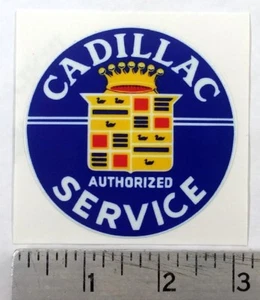 CADILLAC
AUTHORIZED
SERVICE
1 2 3